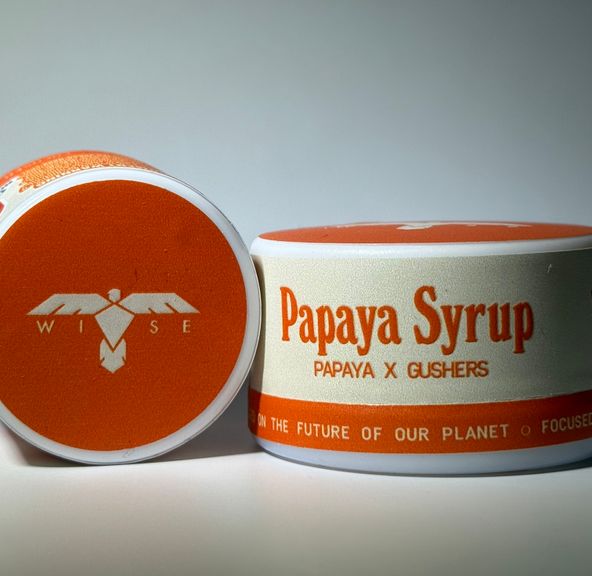 WISE
Papaya Syrup
PAPAYA X GUSHERS
ON THE FUTURE OF OUR PLANET ○ FOCUSED